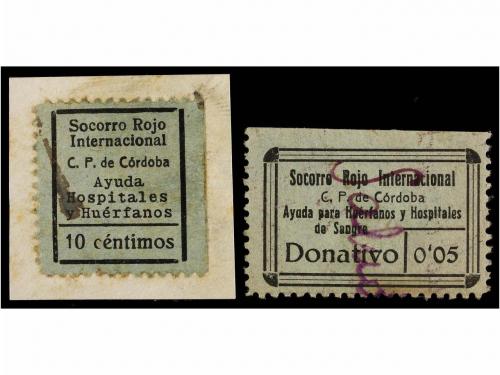 Socorro Rojo
Internacional
C. P. de Córdoba
Ayuda
Hospitales
y Huérfanos
10 céntimos
Socorro Rojo Internacional
C. P. de Córdoba
Ayuda para Huérfanos y Hospitales
de Sangre
Donativo 0'05